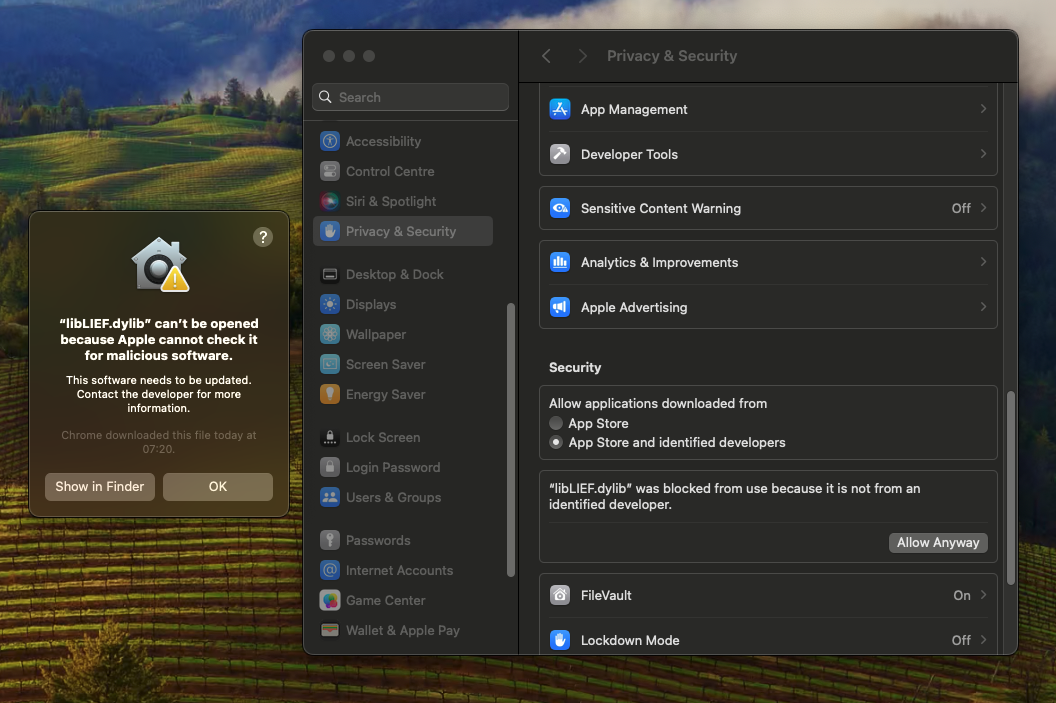 ?
“libLIEF.dylib” can’t be opened
because Apple cannot check it
for malicious software.
This software needs to be updated.
Contact the developer for more
information.
Chrome downloaded this file today at
07:20.
Show in Finder
OK
Search
Accessibility
Control Centre
Siri & Spotlight
Privacy & Security
Desktop & Dock
Displays
Wallpaper
Screen Saver
Energy Saver
Lock Screen
Login Password
Users & Groups
Passwords
Internet Accounts
Game Center
Wallet & Apple Pay
Privacy & Security
App Management
Developer Tools
Sensitive Content Warning Off
Analytics & Improvements
Apple Advertising
Security
Allow applications downloaded from
App Store
App Store and identified developers
“libLIEF.dylib” was blocked from use because it is not from an
identified developer.
Allow Anyway
FileVault On
Lockdown Mode Off